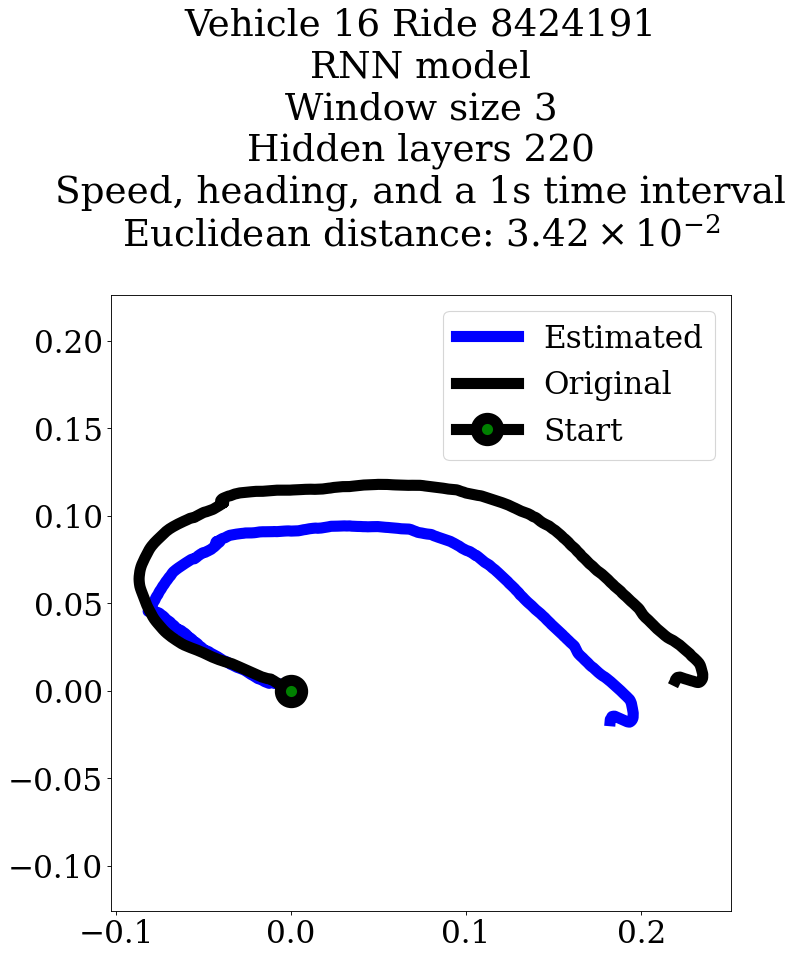 Vehicle 16 Ride 8424191
RNN model
Window size 3
Hidden layers 220
Speed, heading, and a 1s time interval
Euclidean distance: 3.42 × 10⁻²
Estimated
Original
Start
0.20
0.15
0.10
0.05
0.00
−0.05
−0.10
−0.1 0.0 0.1 0.2